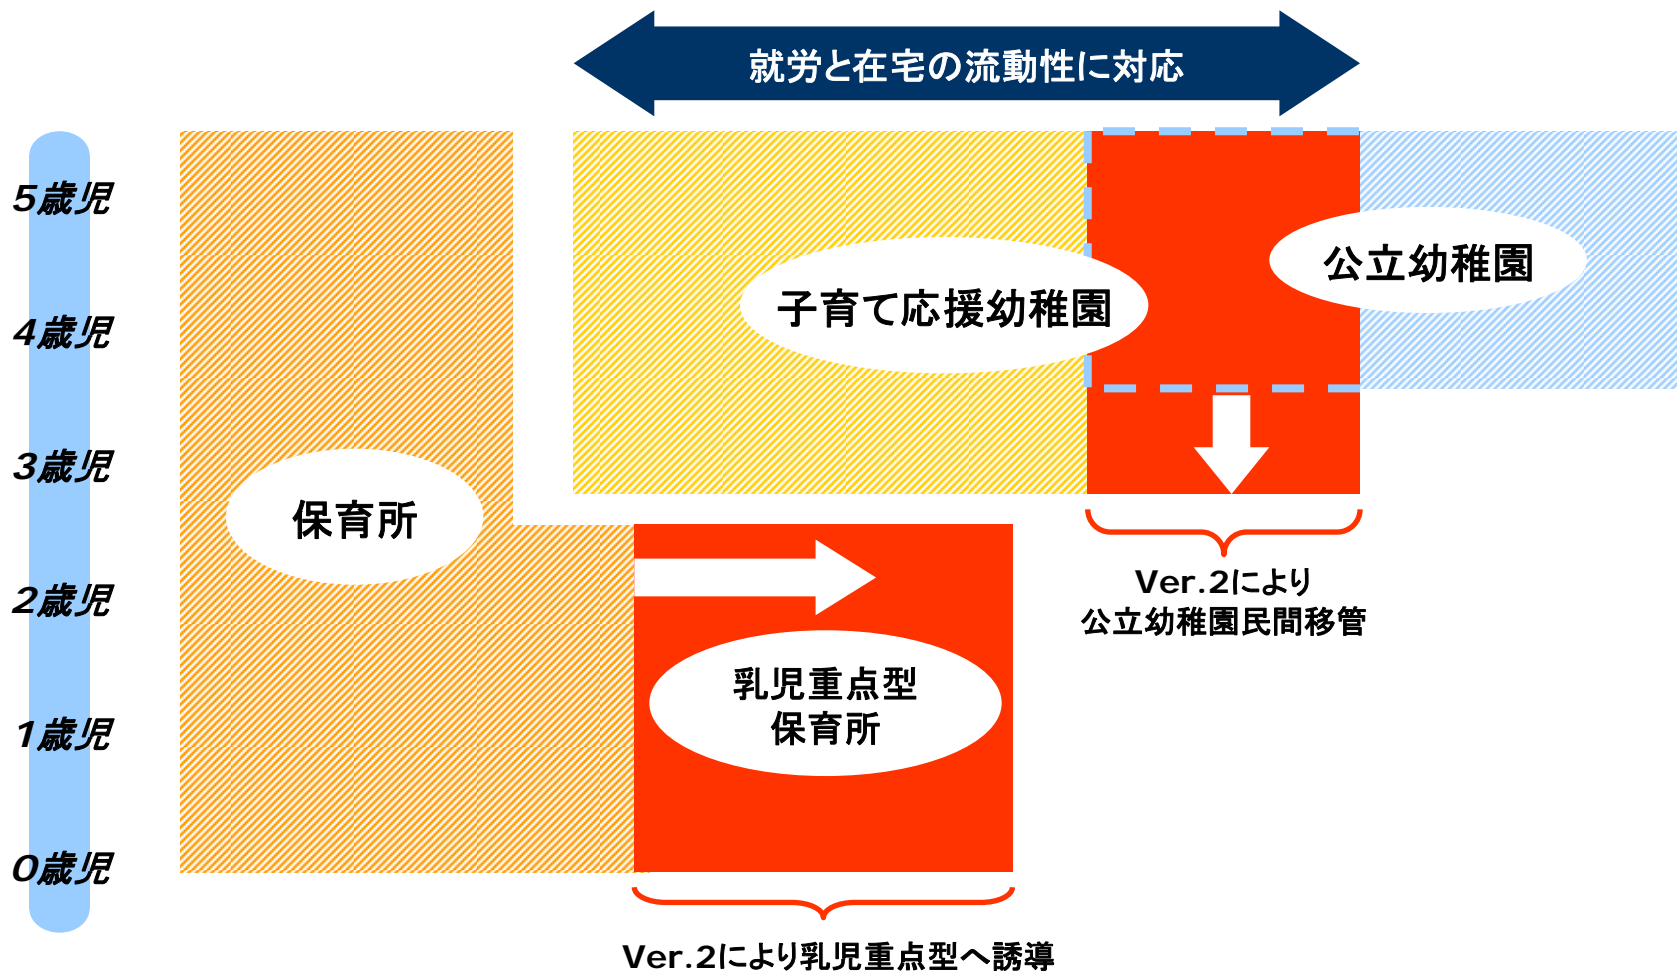 就労と在宅の流動性に対応
5歳児
4歳児
3歳児
2歳児
1歳児
0歳児
公立幼稚園
子育て応援幼稚園
保育所
Ver.2により
公立幼稚園民間移管
乳児重点型
保育所
Ver.2により乳児重点型へ誘導